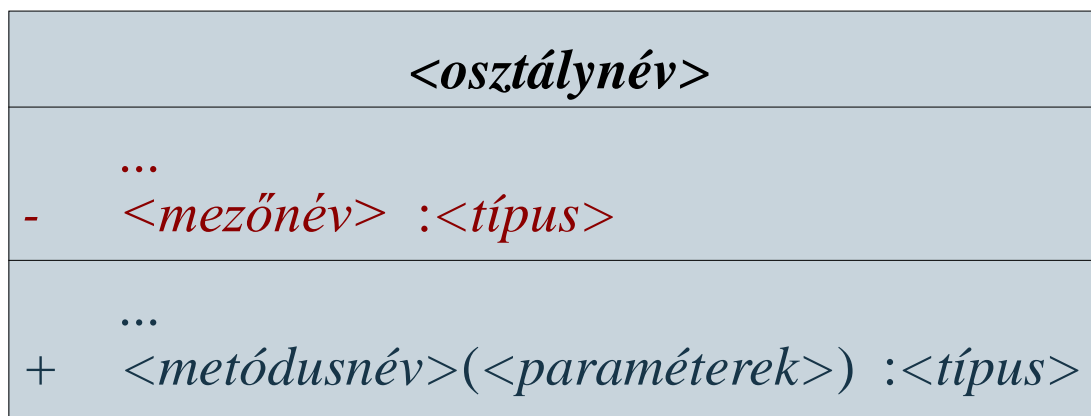 <osztálynév>
...
- <mezőnév> :<típus>
...
+ <metódusnév>(<paraméterek>) :<típus>